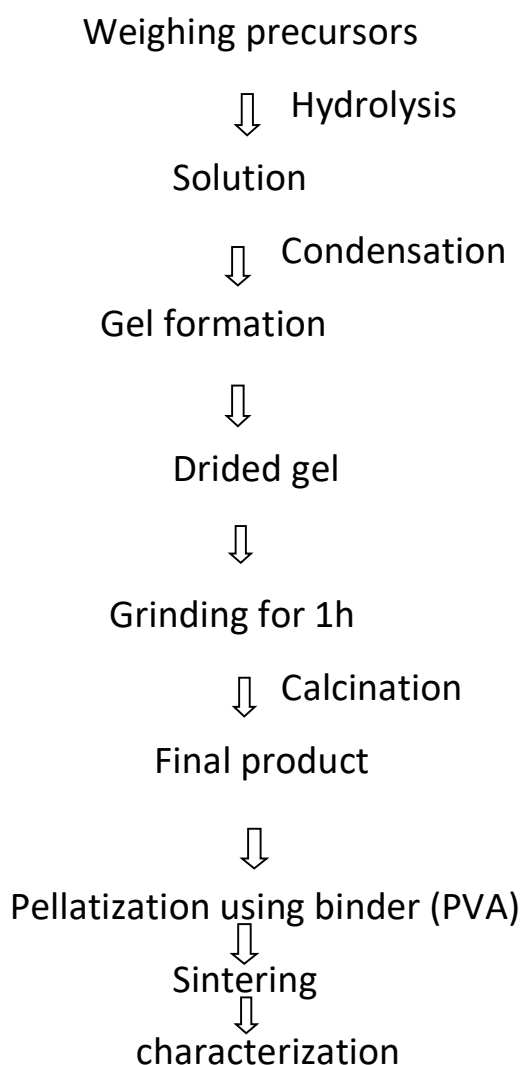 Weighing precursors
Hydrolysis
Solution
Condensation
Gel formation
Drided gel
Grinding for 1h
Calcination
Final product
Pellatization using binder (PVA)
Sintering
characterization